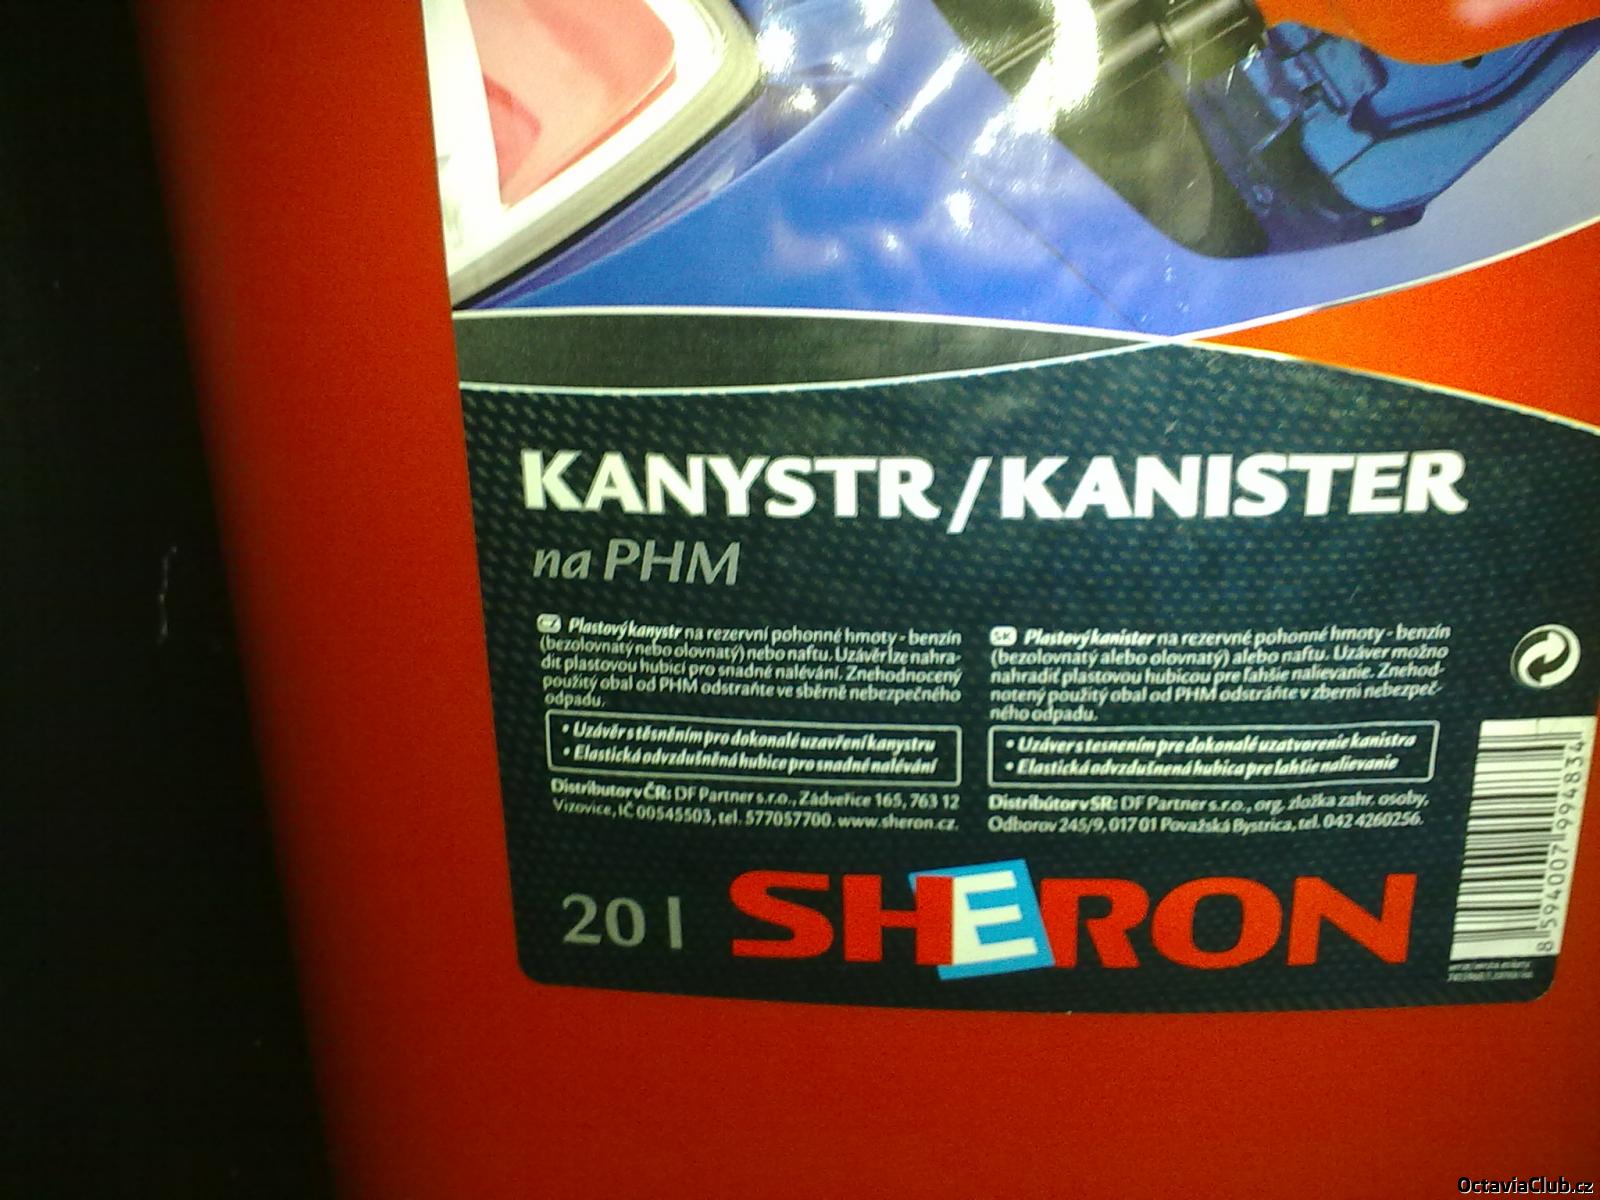 KANYSTR/KANISTER
na PHM
CZ Plastový kanystr na rezervní pohonné hmoty - benzín
(bezolovnatý nebo olovnatý) nebo naftu. Uzávěr lze nahra-
dit plastovou hubicí pro snadné nalévání. Znehodnocený
použitý obal od PHM odstraňte ve sběrně nebezpečného
odpadu.
• Uzávěr s těsněním pro dokonalé uzavření kanystru
• Elastická odvzdušněná hubice pro snadné nalévání
Distributor v ČR: DF Partner s.r.o., Zádveřice 165, 763 12
Vizovice, IČ 00545503, tel. 577057700. www.sheron.cz.
SK Plastový kanister na rezervné pohonné hmoty - benzín
(bezolovnatý alebo olovnatý) alebo naftu. Uzáver možno
nahradiť plastovou hubicou pre ľahšie nalievanie. Znehod-
notený použitý obal od PHM odstráňte v zberni nebezpeč-
ného odpadu.
• Uzáver s tesnením pre dokonalé uzatvorenie kanistra
• Elastická odvzdušnená hubica pre ľahšie nalievanie
Distribútor v SR: DF Partner s.r.o., org. zložka zahr. osoby,
Odborov 245/9, 017 01 Považská Bystrica, tel. 042 4260256.
20 l SHERON
8 594007 994834
OctaviaClub.cz